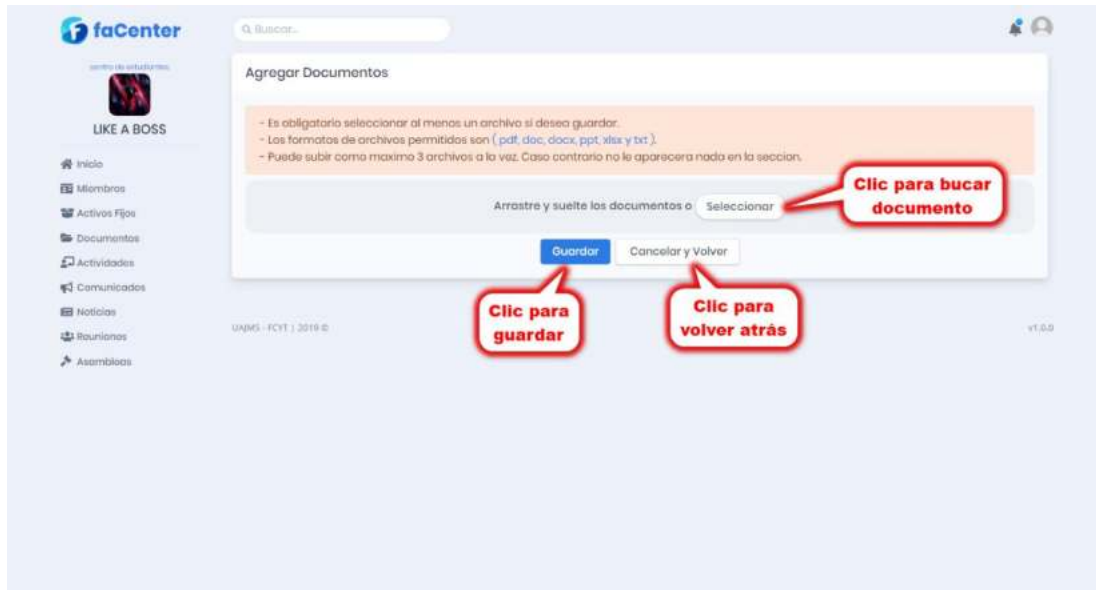 faCenter
Buscar...
centro de estudiantes
LIKE A BOSS
Inicio
Miembros
Activos Fijos
Documentos
Actividades
Comunicados
Noticias
Reuniones
Asambleas
Agregar Documentos
- Es obligatorio seleccionar al menos un archivo si desea guardar.
- Los formatos de archivos permitidos son ( pdf, doc, docx, ppt, xlsx y txt ).
- Puede subir como maximo 3 archivos a la vez. Caso contrario no le aparecera nada en la seccion.
Arrastre y suelte los documentos o Seleccionar
Clic para bucar
documento
Guardar Cancelar y Volver
Clic para
guardar
Clic para
volver atrás
UAJMS - FCYT | 2019 ©
v1.0.0